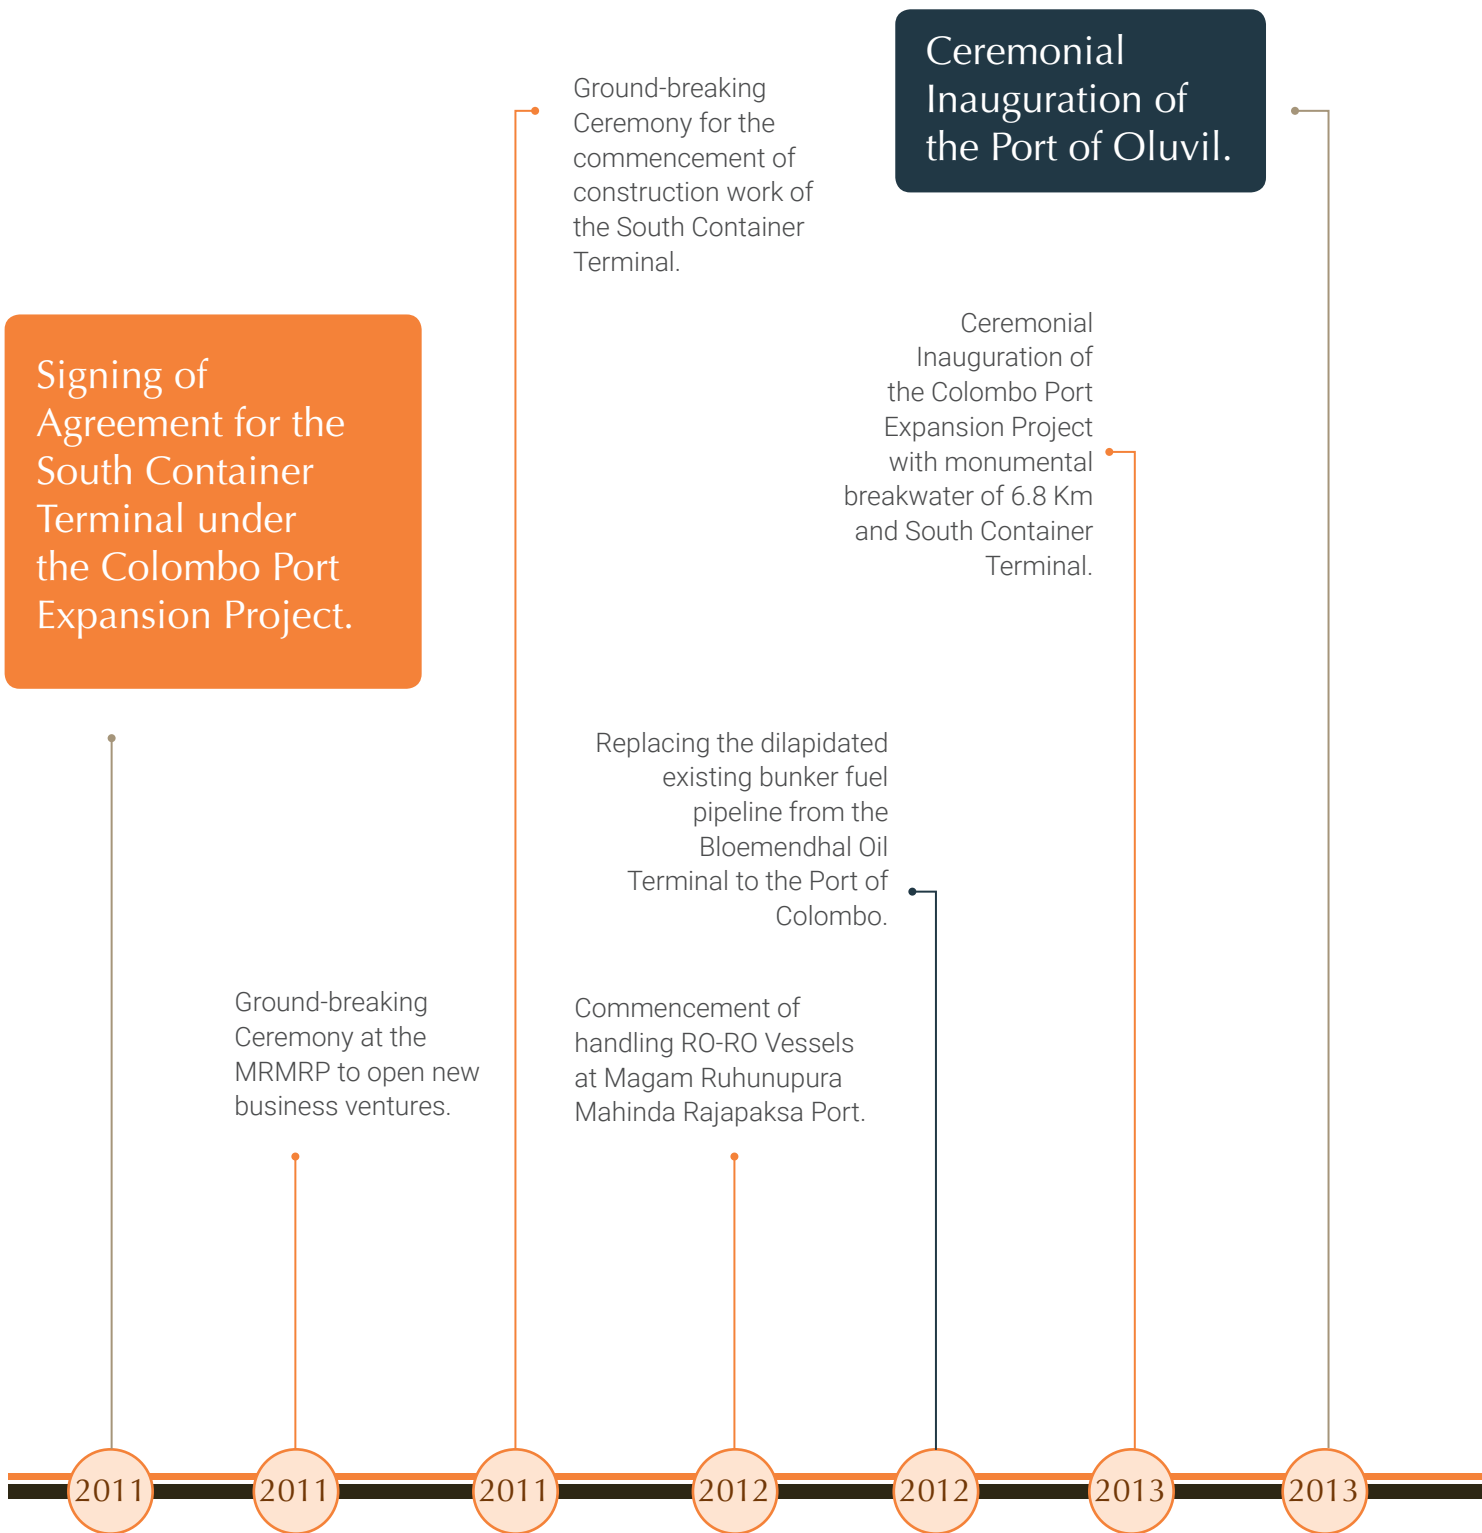 Signing of
Agreement for the
South Container
Terminal under
the Colombo Port
Expansion Project.
Ground-breaking
Ceremony at the
MRMRP to open new
business ventures.
Ground-breaking
Ceremony for the
commencement of
construction work of
the South Container
Terminal.
Commencement of
handling RO-RO Vessels
at Magam Ruhunupura
Mahinda Rajapaksa Port.
Replacing the dilapidated
existing bunker fuel
pipeline from the
Bloemendhal Oil
Terminal to the Port of
Colombo.
Ceremonial
Inauguration of
the Colombo Port
Expansion Project
with monumental
breakwater of 6.8 Km
and South Container
Terminal.
Ceremonial
Inauguration of
the Port of Oluvil.
2011
2011
2011
2012
2012
2013
2013